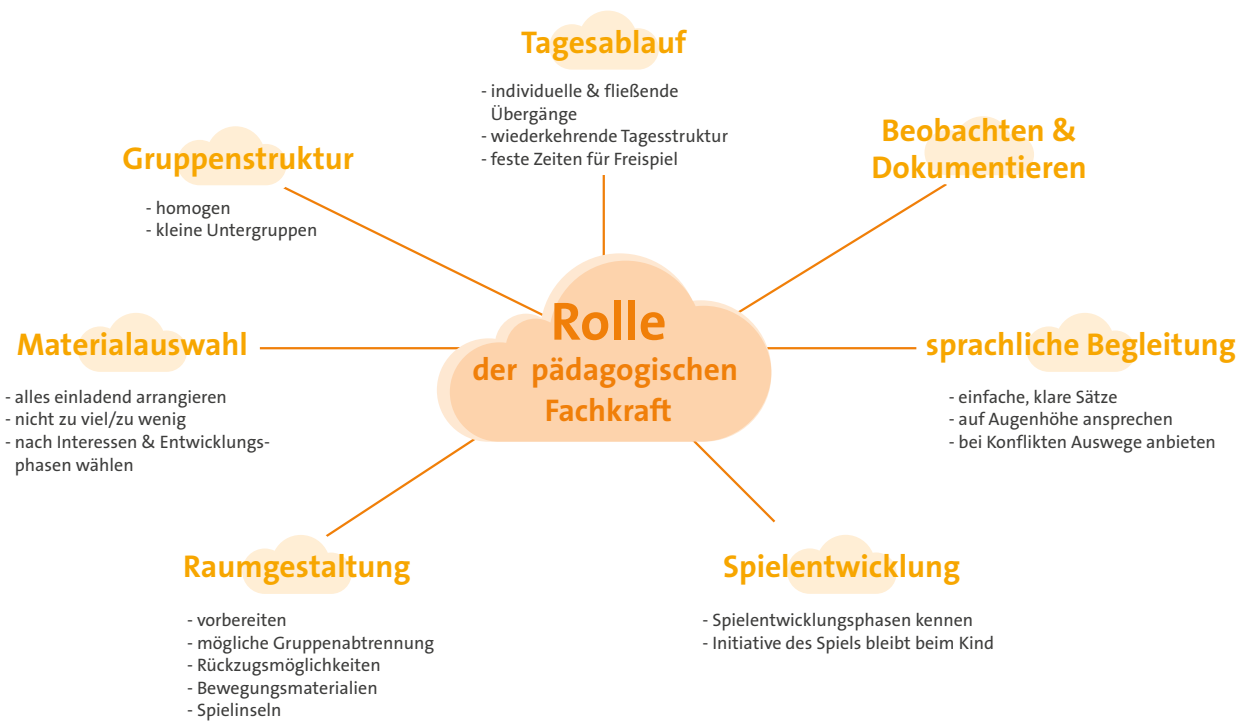 Tagesablauf
- individuelle & fließende
Übergänge
- wiederkehrende Tagesstruktur
- feste Zeiten für Freispiel
Beobachten &
Dokumentieren
Gruppenstruktur
- homogen
- kleine Untergruppen
Rolle
der pädagogischen
Fachkraft
Materialauswahl
- alles einladend arrangieren
- nicht zu viel/zu wenig
- nach Interessen & Entwicklungs-
phasen wählen
sprachliche Begleitung
- einfache, klare Sätze
- auf Augenhöhe ansprechen
- bei Konflikten Auswege anbieten
Raumgestaltung
- vorbereiten
- mögliche Gruppenabtrennung
- Rückzugsmöglichkeiten
- Bewegungsmaterialien
- Spielinseln
Spielentwicklung
- Spielentwicklungsphasen kennen
- Initiative des Spiels bleibt beim Kind